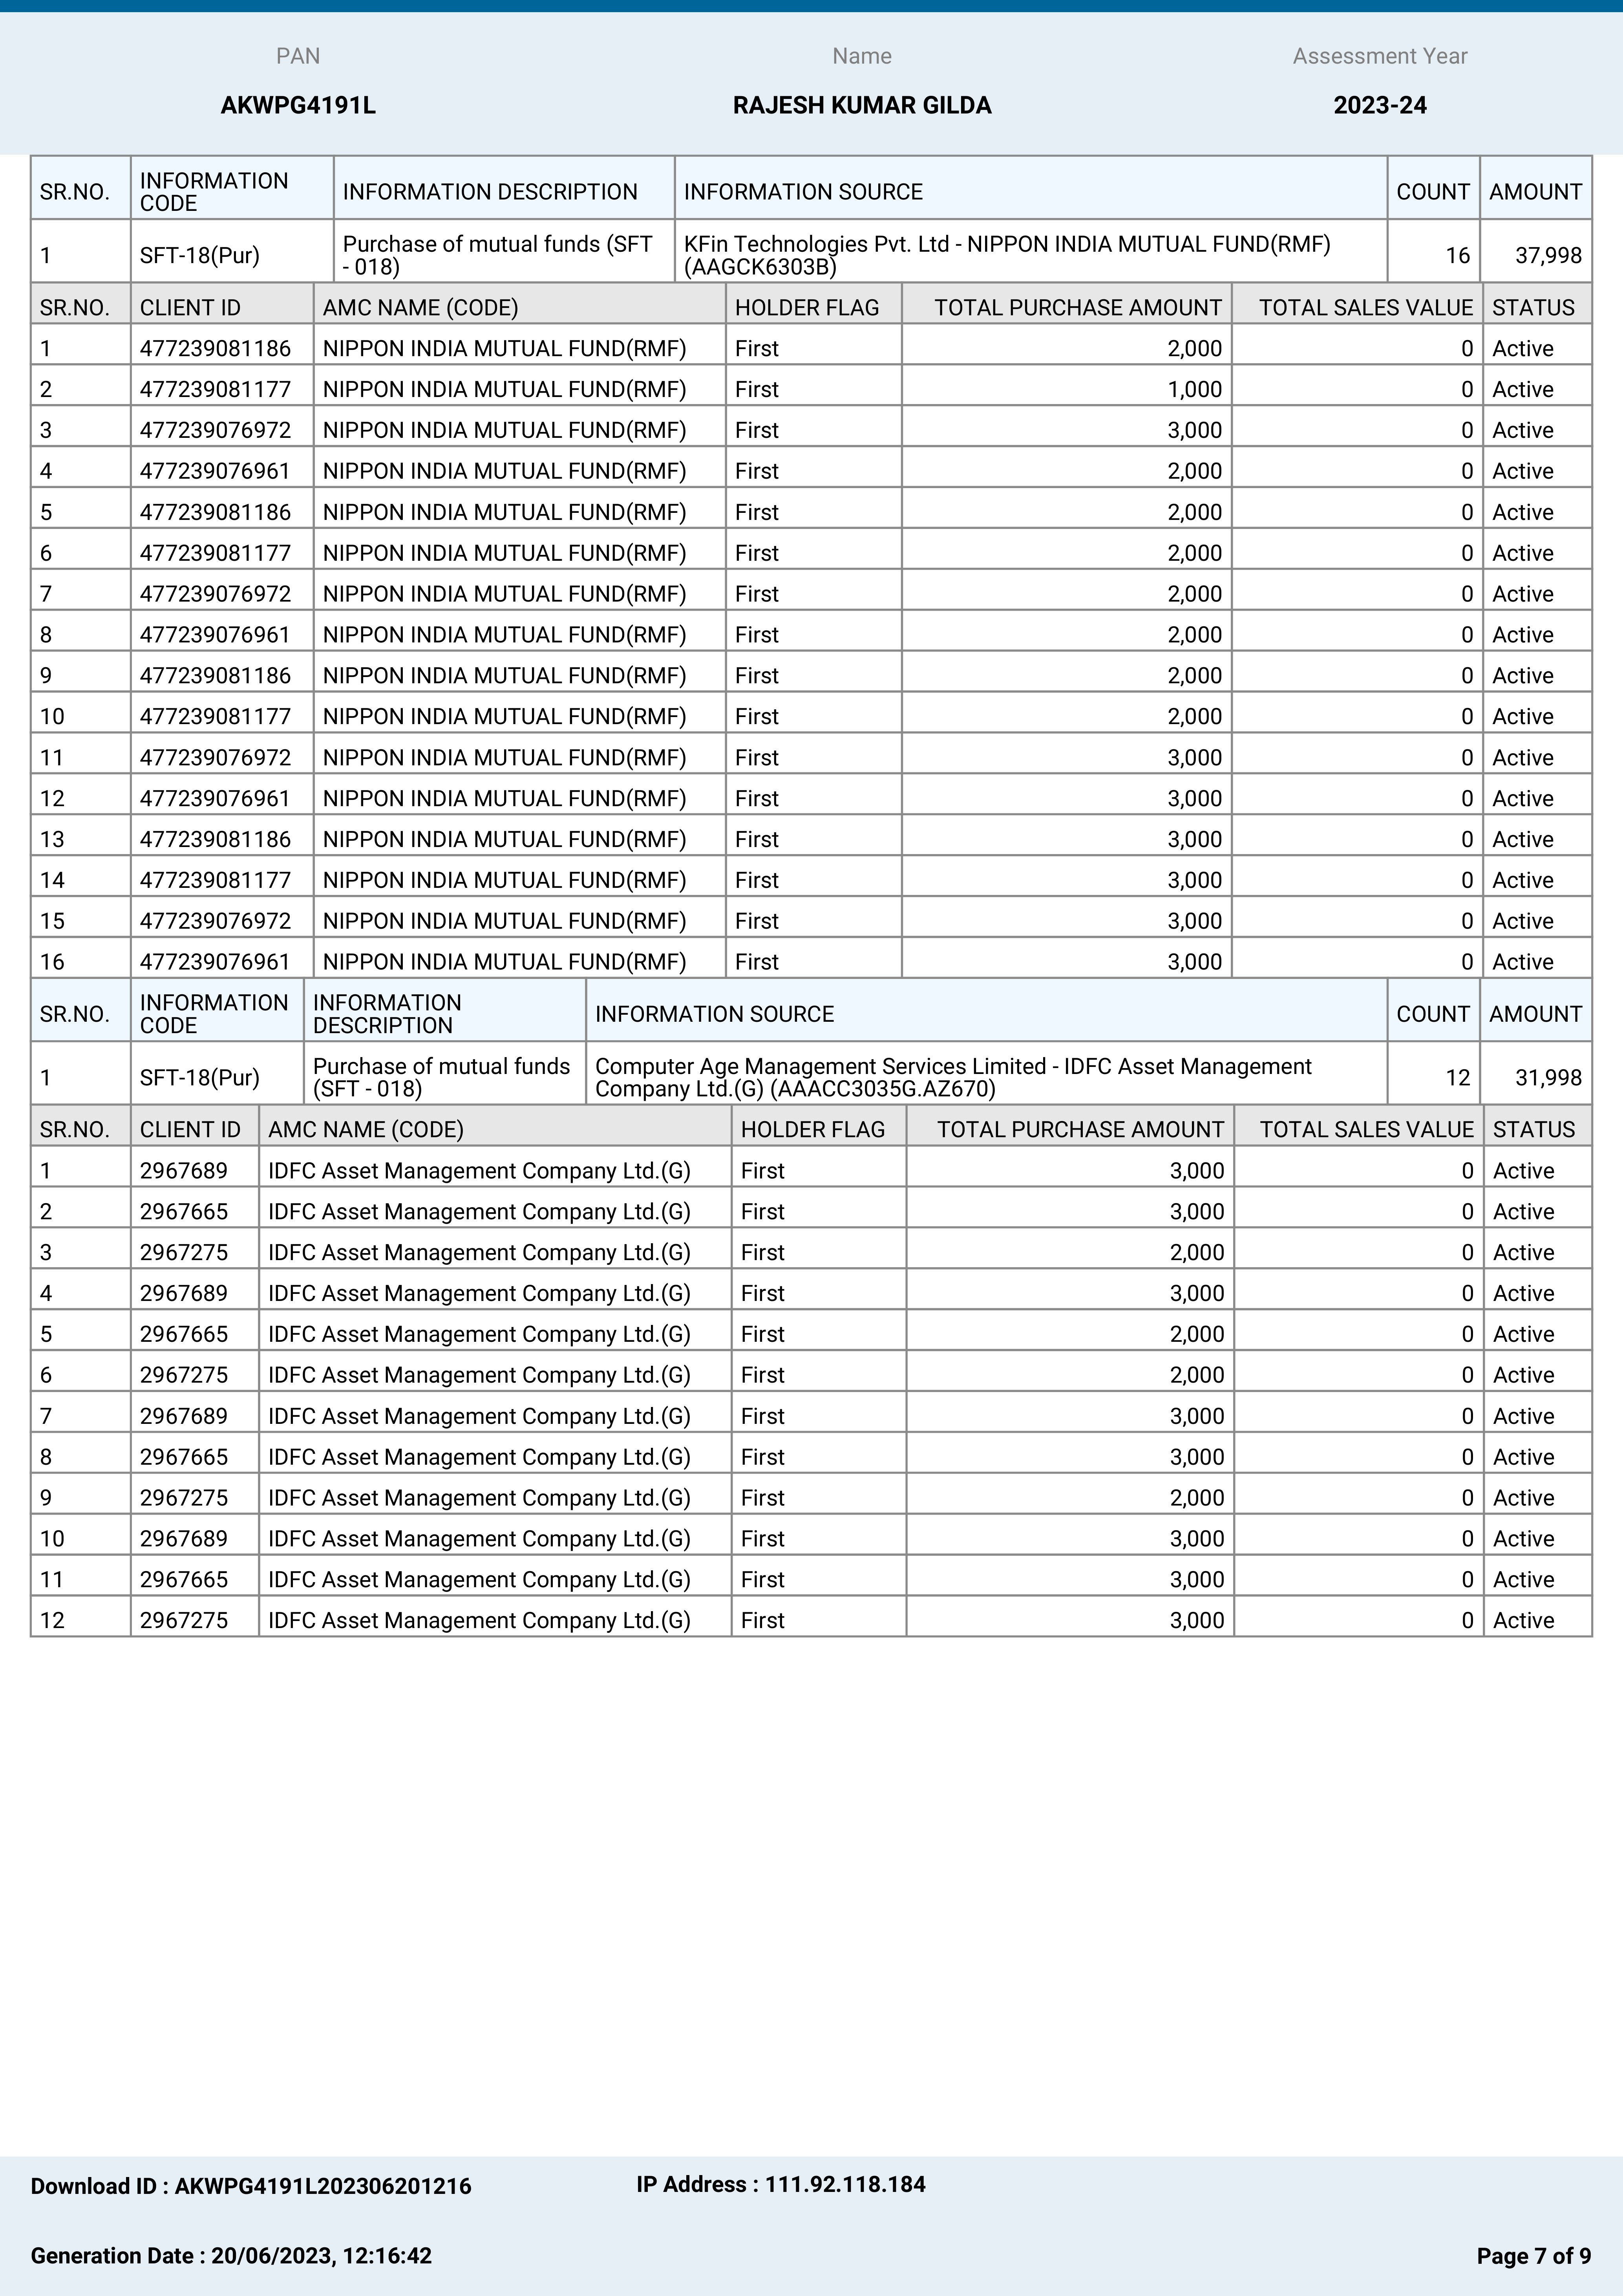 PAN Name Assessment Year
AKWPG4191L RAJESH KUMAR GILDA 2023-24
SR.NO. INFORMATION CODE INFORMATION DESCRIPTION INFORMATION SOURCE COUNT AMOUNT
1 SFT-18(Pur) Purchase of mutual funds (SFT - 018) KFin Technologies Pvt. Ltd - NIPPON INDIA MUTUAL FUND(RMF) (AAGCK6303B) 16 37,998
SR.NO. CLIENT ID AMC NAME (CODE) HOLDER FLAG TOTAL PURCHASE AMOUNT TOTAL SALES VALUE STATUS
1 477239081186 NIPPON INDIA MUTUAL FUND(RMF) First 2,000 0 Active
2 477239081177 NIPPON INDIA MUTUAL FUND(RMF) First 1,000 0 Active
3 477239076972 NIPPON INDIA MUTUAL FUND(RMF) First 3,000 0 Active
4 477239076961 NIPPON INDIA MUTUAL FUND(RMF) First 2,000 0 Active
5 477239081186 NIPPON INDIA MUTUAL FUND(RMF) First 2,000 0 Active
6 477239081177 NIPPON INDIA MUTUAL FUND(RMF) First 2,000 0 Active
7 477239076972 NIPPON INDIA MUTUAL FUND(RMF) First 2,000 0 Active
8 477239076961 NIPPON INDIA MUTUAL FUND(RMF) First 2,000 0 Active
9 477239081186 NIPPON INDIA MUTUAL FUND(RMF) First 2,000 0 Active
10 477239081177 NIPPON INDIA MUTUAL FUND(RMF) First 2,000 0 Active
11 477239076972 NIPPON INDIA MUTUAL FUND(RMF) First 3,000 0 Active
12 477239076961 NIPPON INDIA MUTUAL FUND(RMF) First 3,000 0 Active
13 477239081186 NIPPON INDIA MUTUAL FUND(RMF) First 3,000 0 Active
14 477239081177 NIPPON INDIA MUTUAL FUND(RMF) First 3,000 0 Active
15 477239076972 NIPPON INDIA MUTUAL FUND(RMF) First 3,000 0 Active
16 477239076961 NIPPON INDIA MUTUAL FUND(RMF) First 3,000 0 Active
SR.NO. INFORMATION CODE INFORMATION DESCRIPTION INFORMATION SOURCE COUNT AMOUNT
1 SFT-18(Pur) Purchase of mutual funds (SFT - 018) Computer Age Management Services Limited - IDFC Asset Management Company Ltd.(G) (AAACC3035G.AZ670) 12 31,998
SR.NO. CLIENT ID AMC NAME (CODE) HOLDER FLAG TOTAL PURCHASE AMOUNT TOTAL SALES VALUE STATUS
1 2967689 IDFC Asset Management Company Ltd.(G) First 3,000 0 Active
2 2967665 IDFC Asset Management Company Ltd.(G) First 3,000 0 Active
3 2967275 IDFC Asset Management Company Ltd.(G) First 2,000 0 Active
4 2967689 IDFC Asset Management Company Ltd.(G) First 3,000 0 Active
5 2967665 IDFC Asset Management Company Ltd.(G) First 2,000 0 Active
6 2967275 IDFC Asset Management Company Ltd.(G) First 2,000 0 Active
7 2967689 IDFC Asset Management Company Ltd.(G) First 3,000 0 Active
8 2967665 IDFC Asset Management Company Ltd.(G) First 3,000 0 Active
9 2967275 IDFC Asset Management Company Ltd.(G) First 2,000 0 Active
10 2967689 IDFC Asset Management Company Ltd.(G) First 3,000 0 Active
11 2967665 IDFC Asset Management Company Ltd.(G) First 3,000 0 Active
12 2967275 IDFC Asset Management Company Ltd.(G) First 3,000 0 Active
Download ID : AKWPG4191L202306201216 IP Address : 111.92.118.184
Generation Date : 20/06/2023, 12:16:42 Page 7 of 9